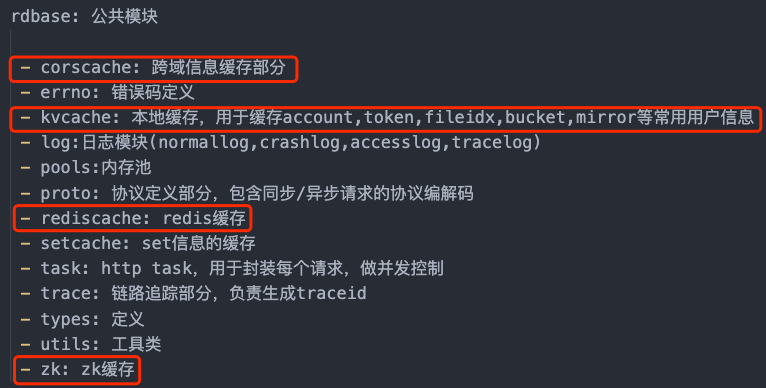 rdbase: 公共模块
- corscache: 跨域信息缓存部分
- errno: 错误码定义
- kvcache: 本地缓存，用于缓存account,token,fileidx,bucket,mirror等常用用户信息
- log:日志模块(normallog,crashlog,accesslog,tracelog)
- pools:内存池
- proto: 协议定义部分，包含同步/异步请求的协议编解码
- rediscache: redis缓存
- setcache: set信息的缓存
- task: http task，用于封装每个请求，做并发控制
- trace: 链路追踪部分，负责生成traceid
- types: 定义
- utils: 工具类
- zk: zk缓存